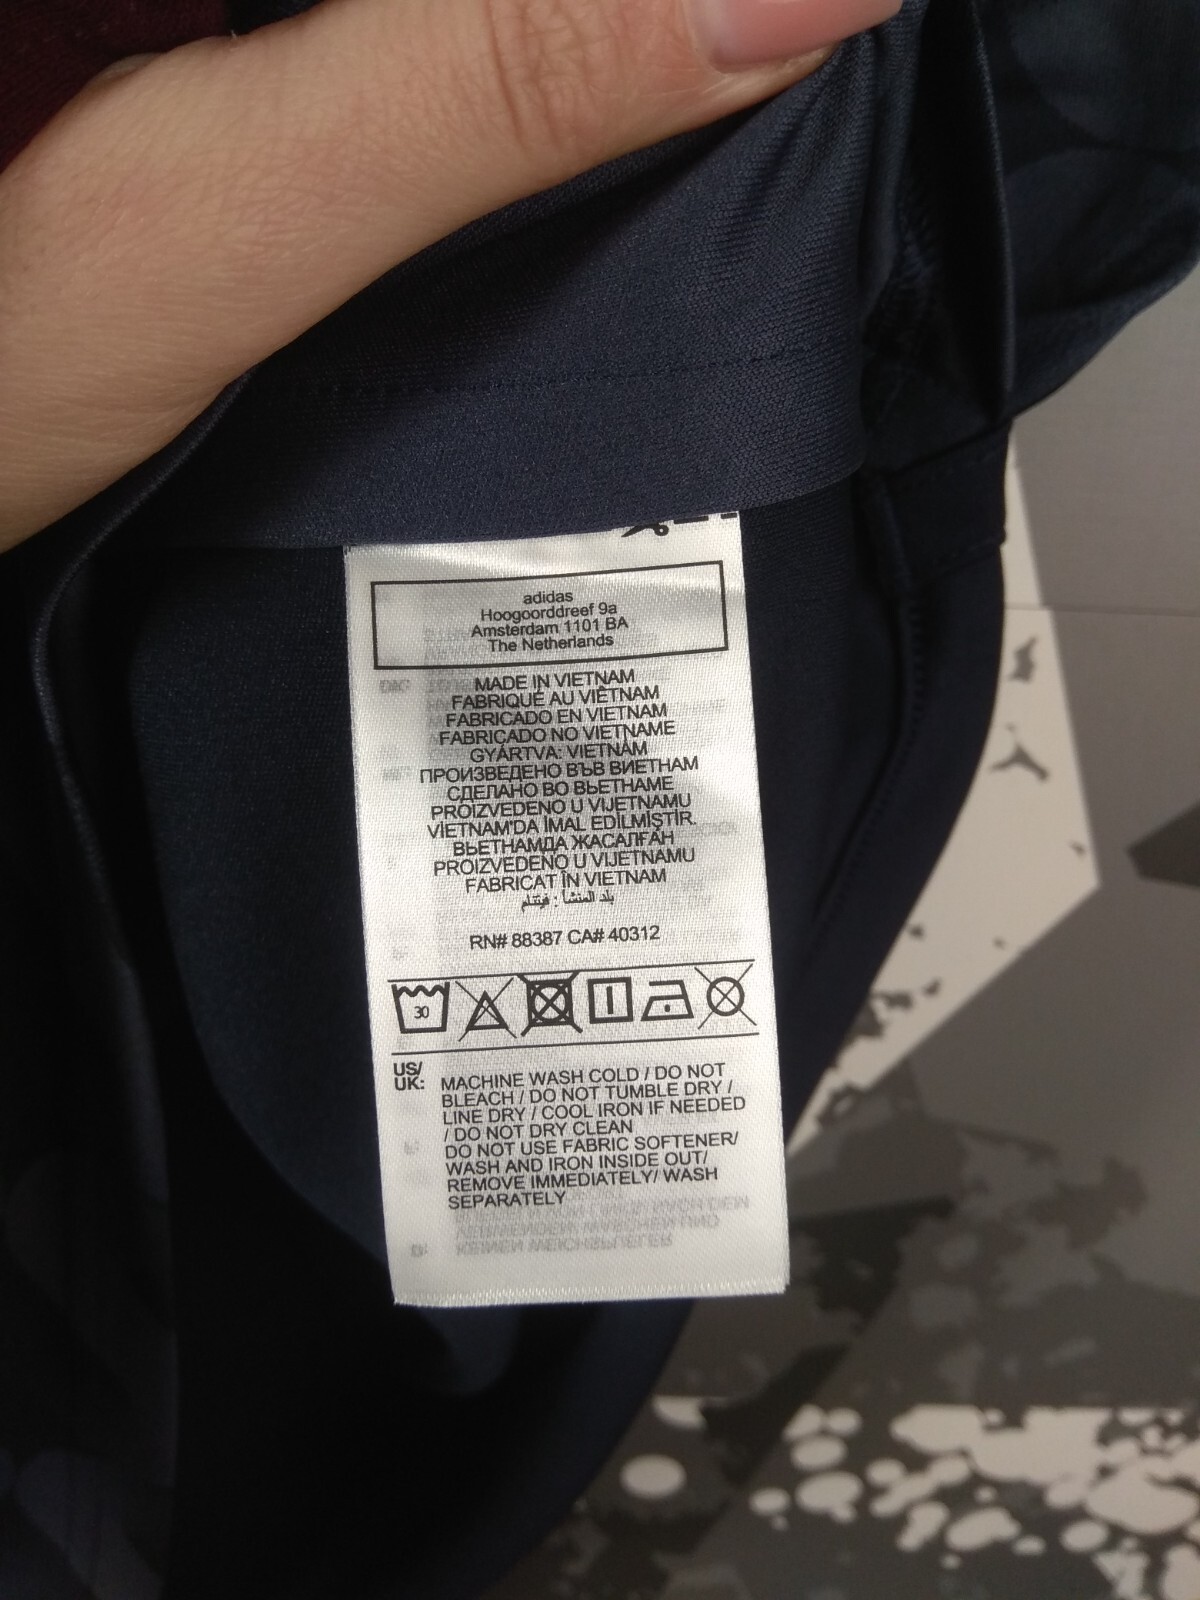 adidas
Hoogoorddreef 9a
Amsterdam 1101 BA
The Netherlands
MADE IN VIETNAM
FABRIQUÉ AU VIÊTNAM
FABRICADO EN VIETNAM
FABRICADO NO VIETNAME
GYÁRTVA: VIETNÁM
ПРОИЗВЕДЕНО ВЪВ ВИЕТНАМ
СДЕЛАНО ВО ВЬЕТНАМЕ
PROIZVEDENO U VIJETNAMU
VİETNAM'DA İMAL EDİLMİŞTİR.
ВЬЕТНАМДА ЖАСАЛҒАН
PROIZVEDENO U VIJETNAMU
FABRICAT ÎN VIETNAM
بلد المنشأ : فيتنام
RN# 88387 CA# 40312
30
US/
UK:
MACHINE WASH COLD / DO NOT
BLEACH / DO NOT TUMBLE DRY /
LINE DRY / COOL IRON IF NEEDED
/ DO NOT DRY CLEAN
DO NOT USE FABRIC SOFTENER/
WASH AND IRON INSIDE OUT/
REMOVE IMMEDIATELY/ WASH
SEPARATELY